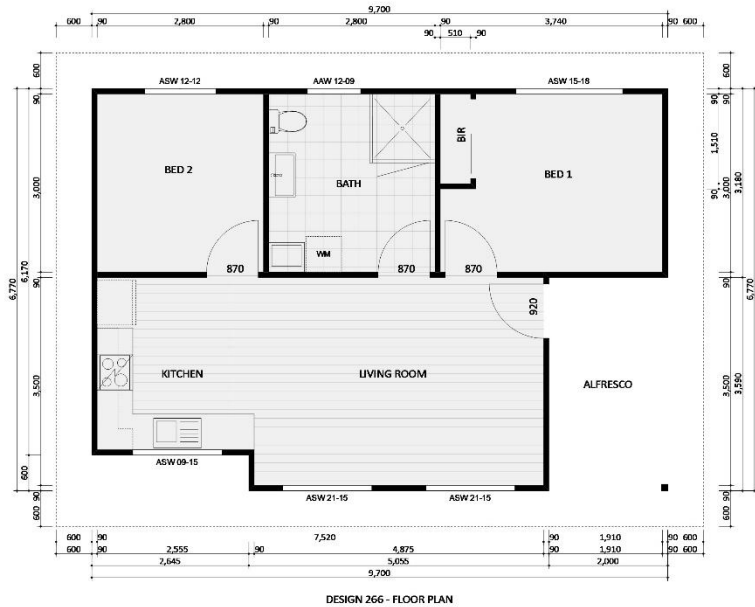 9,700
600 90 2,800 90 2,800 90 3,740 90 600
90 510 90
ASW 12-12 AAW 12-09 ASW 15-18
600
90
3,000
6,170
6,770
90
3,500
600
90
600
BED 2
BATH
BIR
BED 1
WM
870 870 870
920
KITCHEN
LIVING ROOM
ALFRESCO
ASW 09-15
ASW 21-15 ASW 21-15
600
90 90
1,510
3,000
3,180
90
90
6,770
3,500
3,590
90
600
600 90 7,520 90 1,910 90 600
600 90 2,555 90 4,875 90 1,910 90 600
2,645 5,055 2,000
9,700
DESIGN 266 - FLOOR PLAN